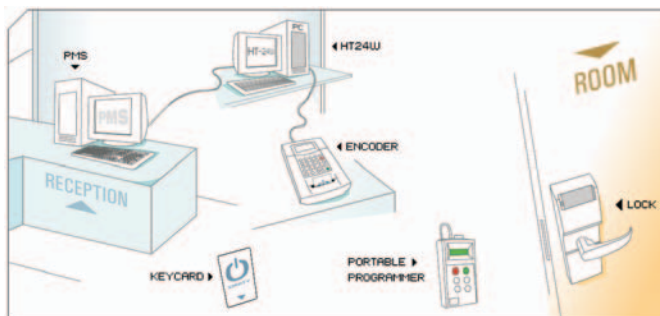 PMS
PC
HT24W
HT-24W
PMS
ENCODER
RECEPTION
ROOM
LOCK
KEYCARD
PORTABLE
PROGRAMMER